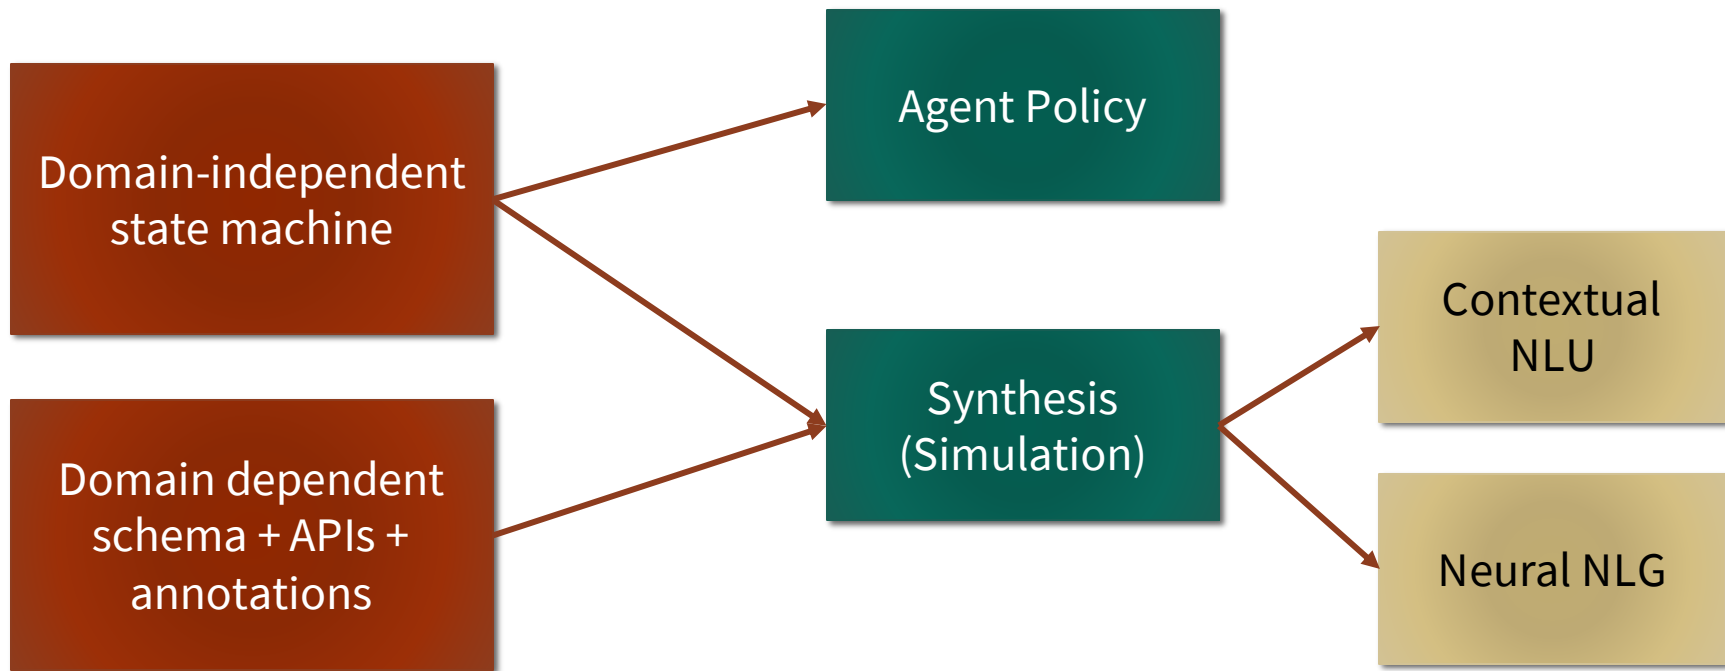 Domain-independent
state machine
Domain dependent
schema + APIs +
annotations
Agent Policy
Synthesis
(Simulation)
Contextual
NLU
Neural NLG